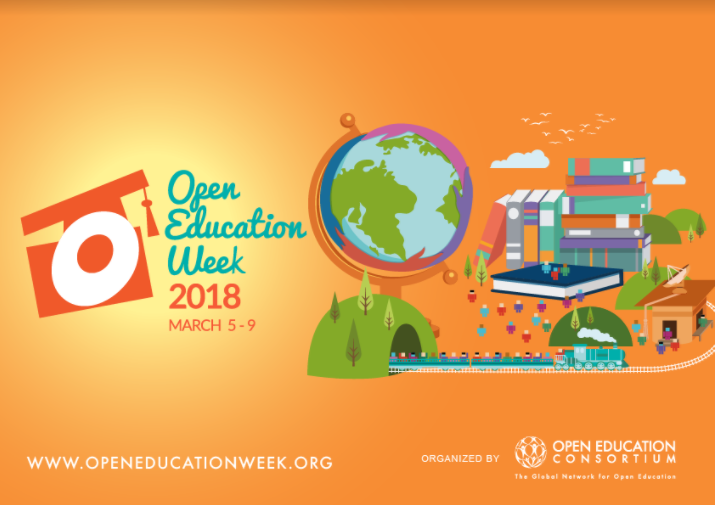 Open
Education
Week
2018
MARCH 5-9
WWW.OPENEDUCATIONWEEK.ORG
ORGANIZED BY
OPEN EDUCATION
CONSORTIUM
The Global Network for Open Education